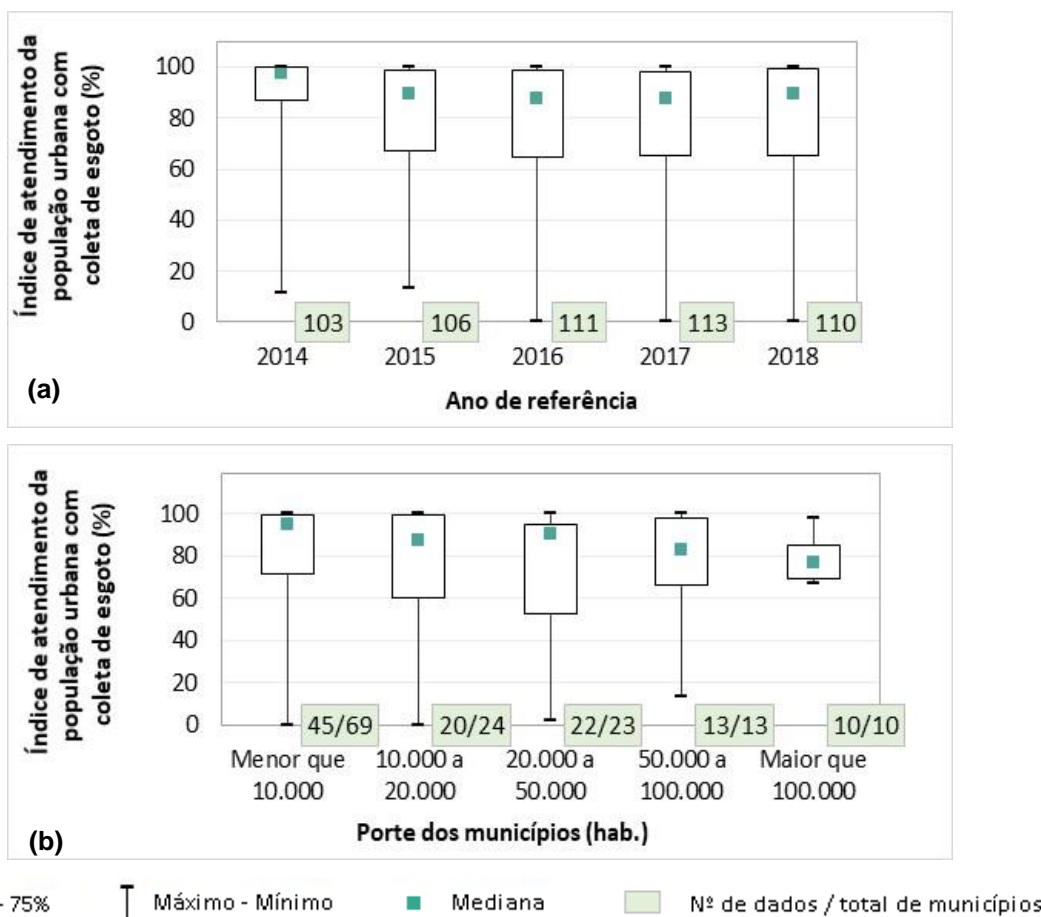 Índice de atendimento da
população urbana com
coleta de esgoto (%)
100
80
60
40
20
0
103
106
111
113
110
2014
2015
2016
2017
2018
Ano de referência
(a)
Índice de atendimento da
população urbana com
coleta de esgoto (%)
100
80
60
40
20
0
45/69
20/24
22/23
13/13
10/10
Menor que
10.000
10.000 a
20.000
20.000 a
50.000
50.000 a
100.000
Maior que
100.000
Porte dos municípios (hab.)
(b)
- 75%
Máximo - Mínimo
Mediana
Nº de dados / total de municípios